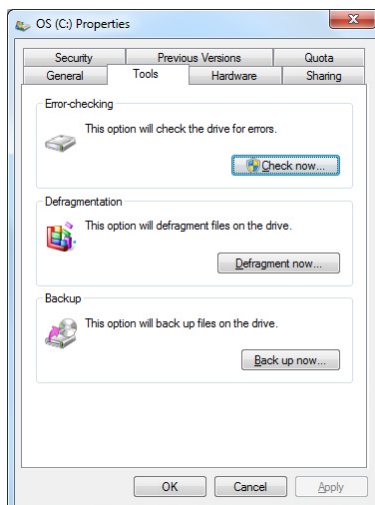 OS (C:) Properties
Security Previous Versions Quota
General Tools Hardware Sharing
Error-checking
This option will check the drive for errors.
Check now...
Defragmentation
This option will defragment files on the drive.
Defragment now...
Backup
This option will back up files on the drive.
Back up now...
OK Cancel Apply